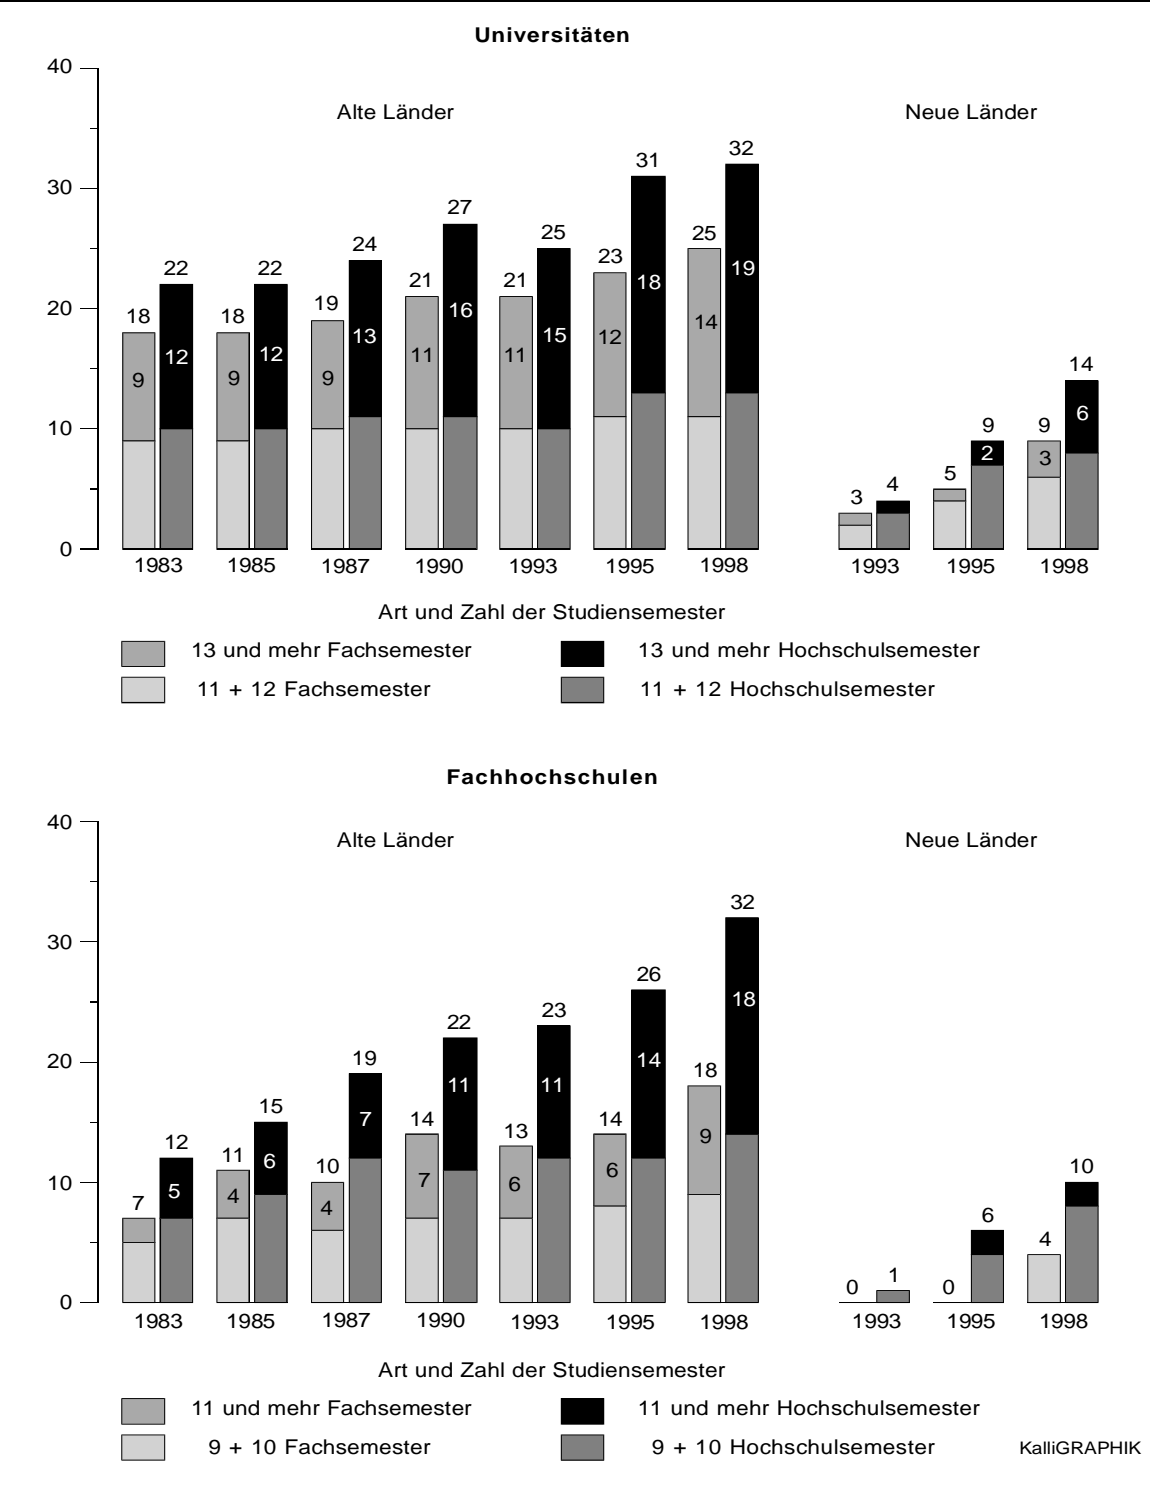 Universitäten
40
Alte Länder Neue Länder
30
20
10
0
18 22 18 22 19 24 21 27 21 25 23 31 25 32 3 4 5 9 9 14
9 12 9 12 9 13 11 16 11 15 12 18 14 19 2 3 6
1983 1985 1987 1990 1993 1995 1998 1993 1995 1998
Art und Zahl der Studiensemester
13 und mehr Fachsemester 13 und mehr Hochschulsemester
11 + 12 Fachsemester 11 + 12 Hochschulsemester
Fachhochschulen
40
Alte Länder Neue Länder
30
20
10
0
7 12 11 15 10 19 14 22 13 23 14 26 18 32 0 1 0 6 4 10
5 4 6 4 7 7 11 6 11 6 14 9 18
1983 1985 1987 1990 1993 1995 1998 1993 1995 1998
Art und Zahl der Studiensemester
11 und mehr Fachsemester 11 und mehr Hochschulsemester
9 + 10 Fachsemester 9 + 10 Hochschulsemester KalliGRAPHIK